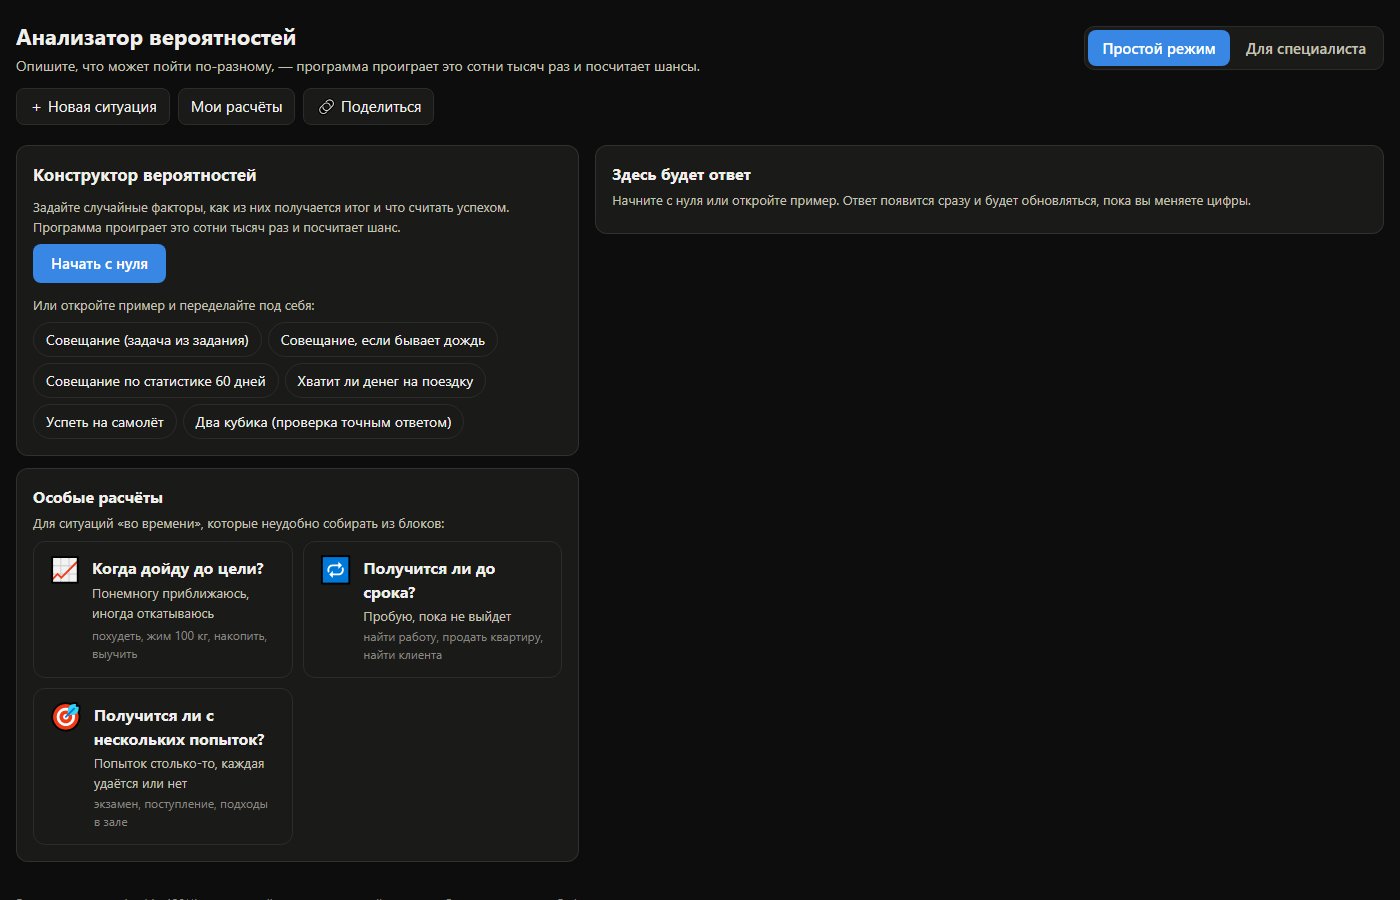 Анализатор вероятностей
Опишите, что может пойти по-разному, — программа проиграет это сотни тысяч раз и посчитает шансы.
Простой режим
Для специалиста
+ Новая ситуация
Мои расчёты
Поделиться
Конструктор вероятностей
Задайте случайные факторы, как из них получается итог и что считать успехом.
Программа проиграет это сотни тысяч раз и посчитает шанс.
Начать с нуля
Или откройте пример и переделайте под себя:
Совещание (задача из задания)
Совещание, если бывает дождь
Совещание по статистике 60 дней
Хватит ли денег на поездку
Успеть на самолёт
Два кубика (проверка точным ответом)
Здесь будет ответ
Начните с нуля или откройте пример. Ответ появится сразу и будет обновляться, пока вы меняете цифры.
Особые расчёты
Для ситуаций «во времени», которые неудобно собирать из блоков:
Когда дойду до цели?
Понемногу приближаюсь,
иногда откатываюсь
похудеть, жим 100 кг, накопить,
выучить
Получится ли до
срока?
Пробую, пока не выйдет
найти работу, продать квартиру,
найти клиента
Получится ли с
нескольких попыток?
Попыток столько-то, каждая
удаётся или нет
экзамен, поступление, подходы
в зале